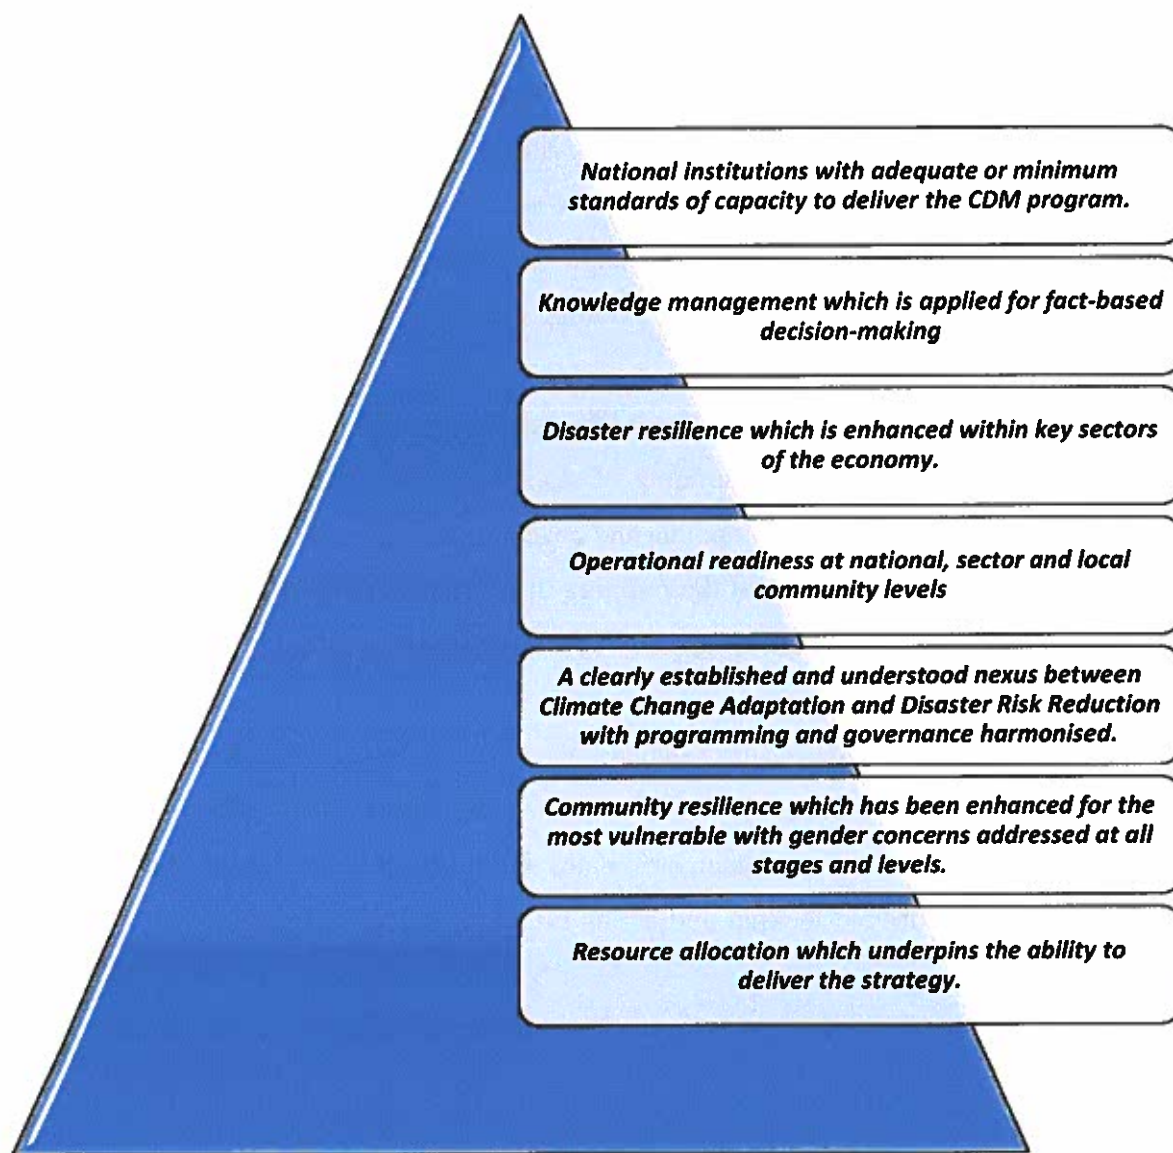 National institutions with adequate or minimum
standards of capacity to deliver the CDM program.
Knowledge management which is applied for fact-based
decision-making
Disaster resilience which is enhanced within key sectors
of the economy.
Operational readiness at national, sector and local
community levels
A clearly established and understood nexus between
Climate Change Adaptation and Disaster Risk Reduction
with programming and governance harmonised.
Community resilience which has been enhanced for the
most vulnerable with gender concerns addressed at all
stages and levels.
Resource allocation which underpins the ability to
deliver the strategy.